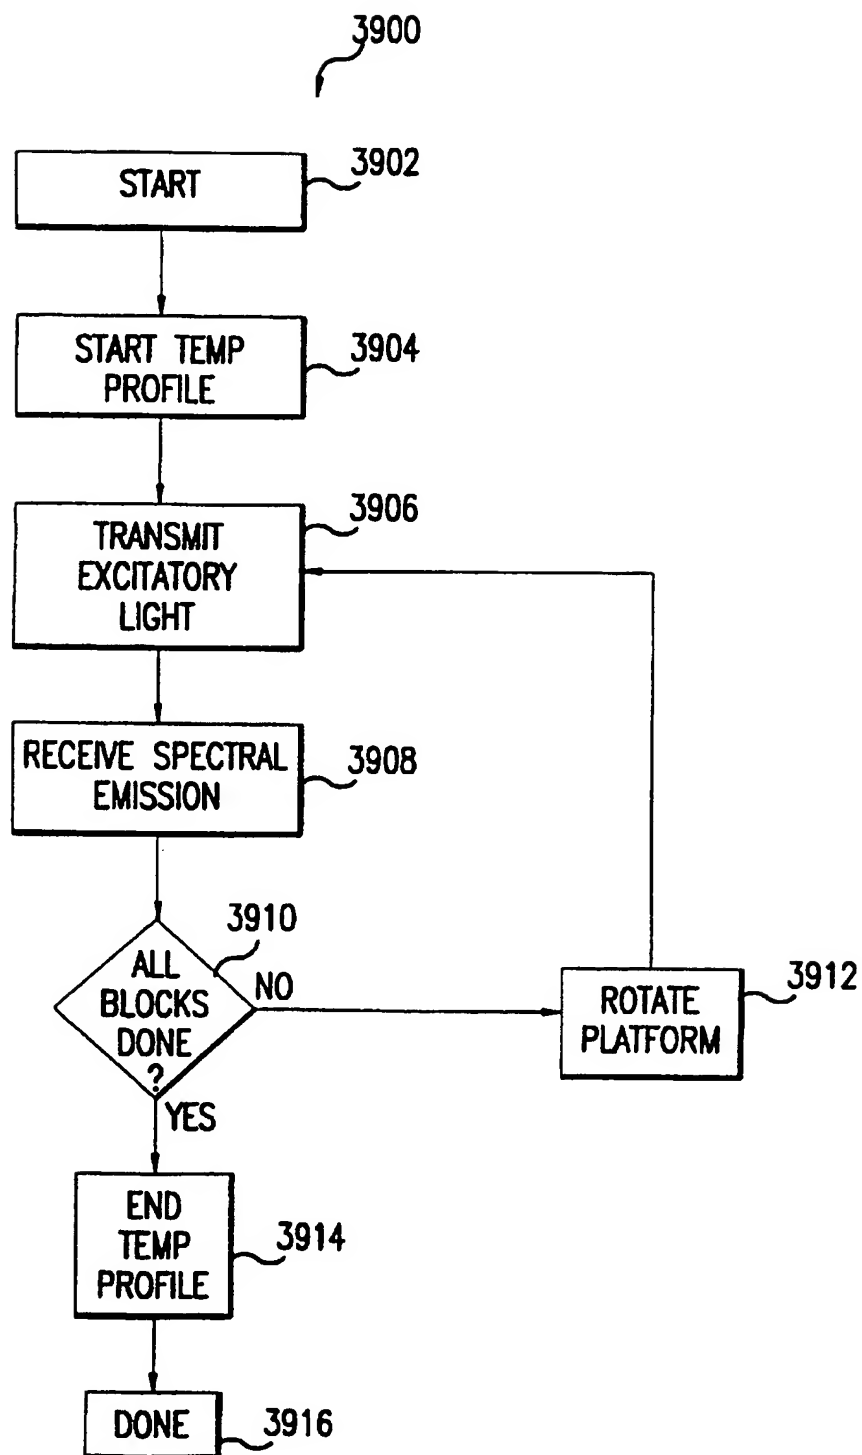 3900
START
3902
START TEMP
PROFILE
3904
TRANSMIT
EXCITATORY
LIGHT
3906
RECEIVE SPECTRAL
EMISSION
3908
ALL
BLOCKS
DONE
?
3910
NO
ROTATE
PLATFORM
3912
YES
END
TEMP
PROFILE
3914
DONE
3916